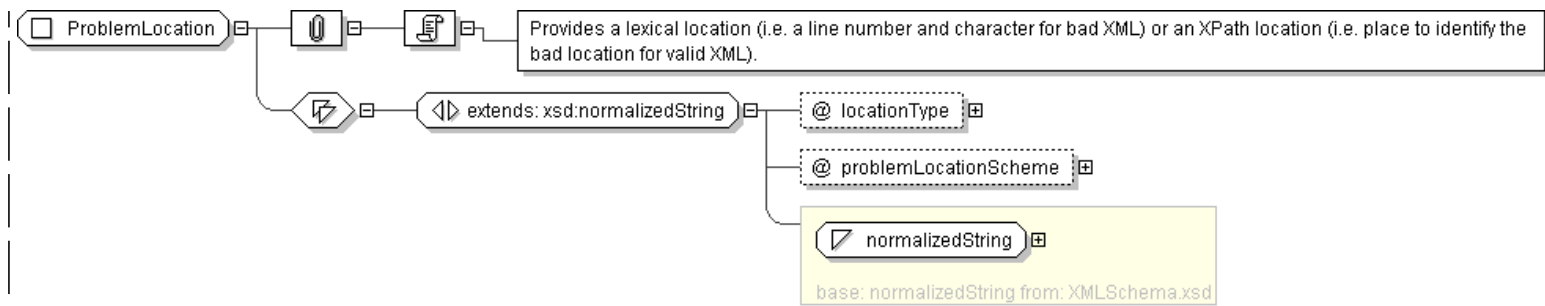 ProblemLocation
Provides a lexical location (i.e. a line number and character for bad XML) or an XPath location (i.e. place to identify the
bad location for valid XML).
extends: xsd:normalizedString
@ locationType
@ problemLocationScheme
normalizedString
base: normalizedString from: XMLSchema.xsd